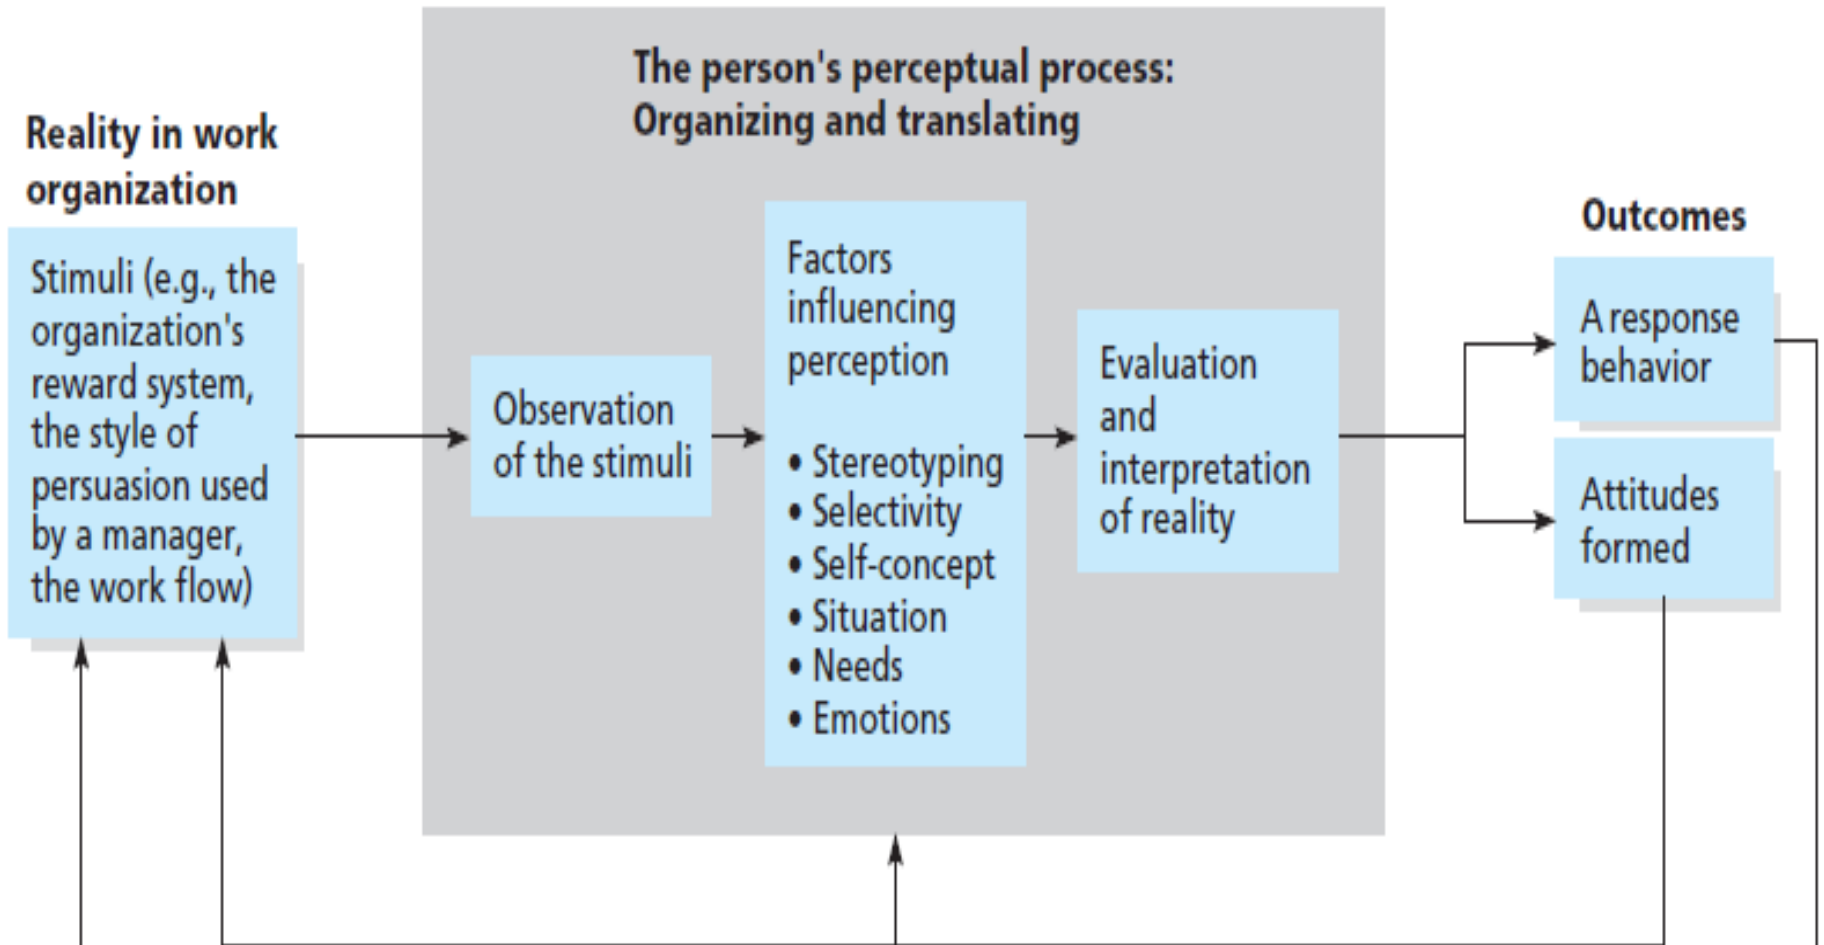 The person's perceptual process:
Organizing and translating
Reality in work
organization
Stimuli (e.g., the
organization's
reward system,
the style of
persuasion used
by a manager,
the work flow)
Observation
of the stimuli
Factors
influencing
perception
• Stereotyping
• Selectivity
• Self-concept
• Situation
• Needs
• Emotions
Evaluation
and
interpretation
of reality
Outcomes
A response
behavior
Attitudes
formed